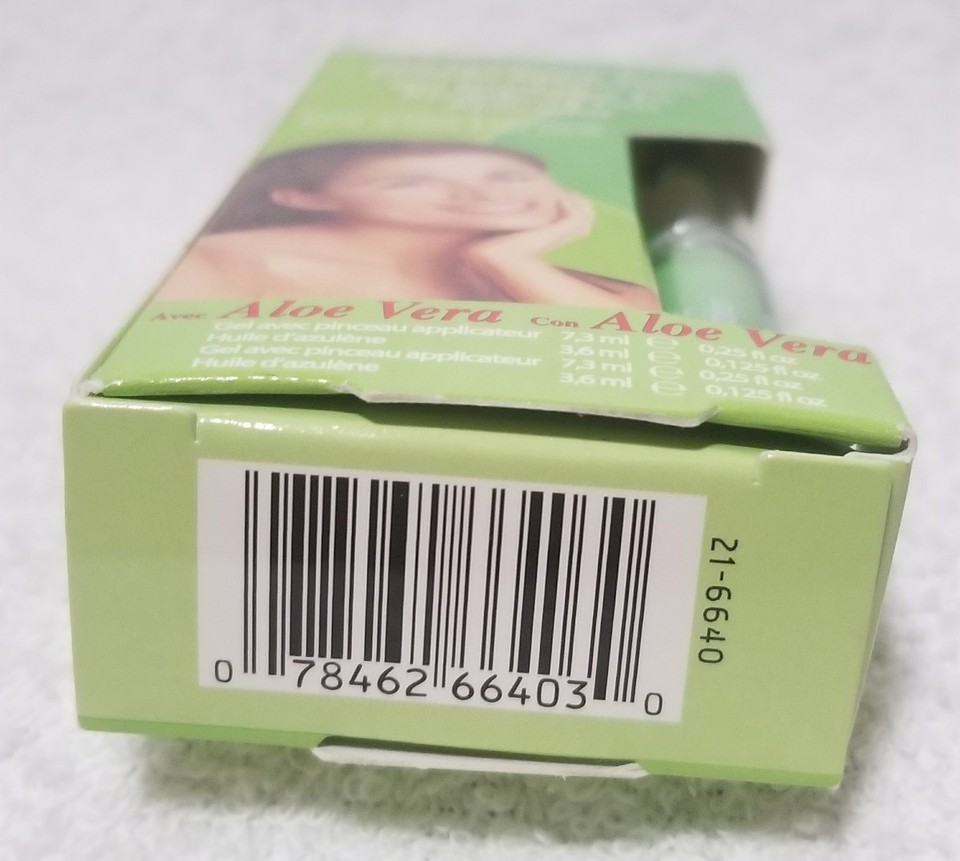 Avec Aloe Vera Con Aloe Vera
Gel avec pinceau applicateur 7,3 ml 0,25 fl oz
Huile d'azulène 3,6 ml 0,125 fl oz
Gel avec pinceau applicateur 7,3 ml 0,25 fl oz
Huile d'azulène 3,6 ml 0,125 fl oz
0 78462 66403 0
21-6640